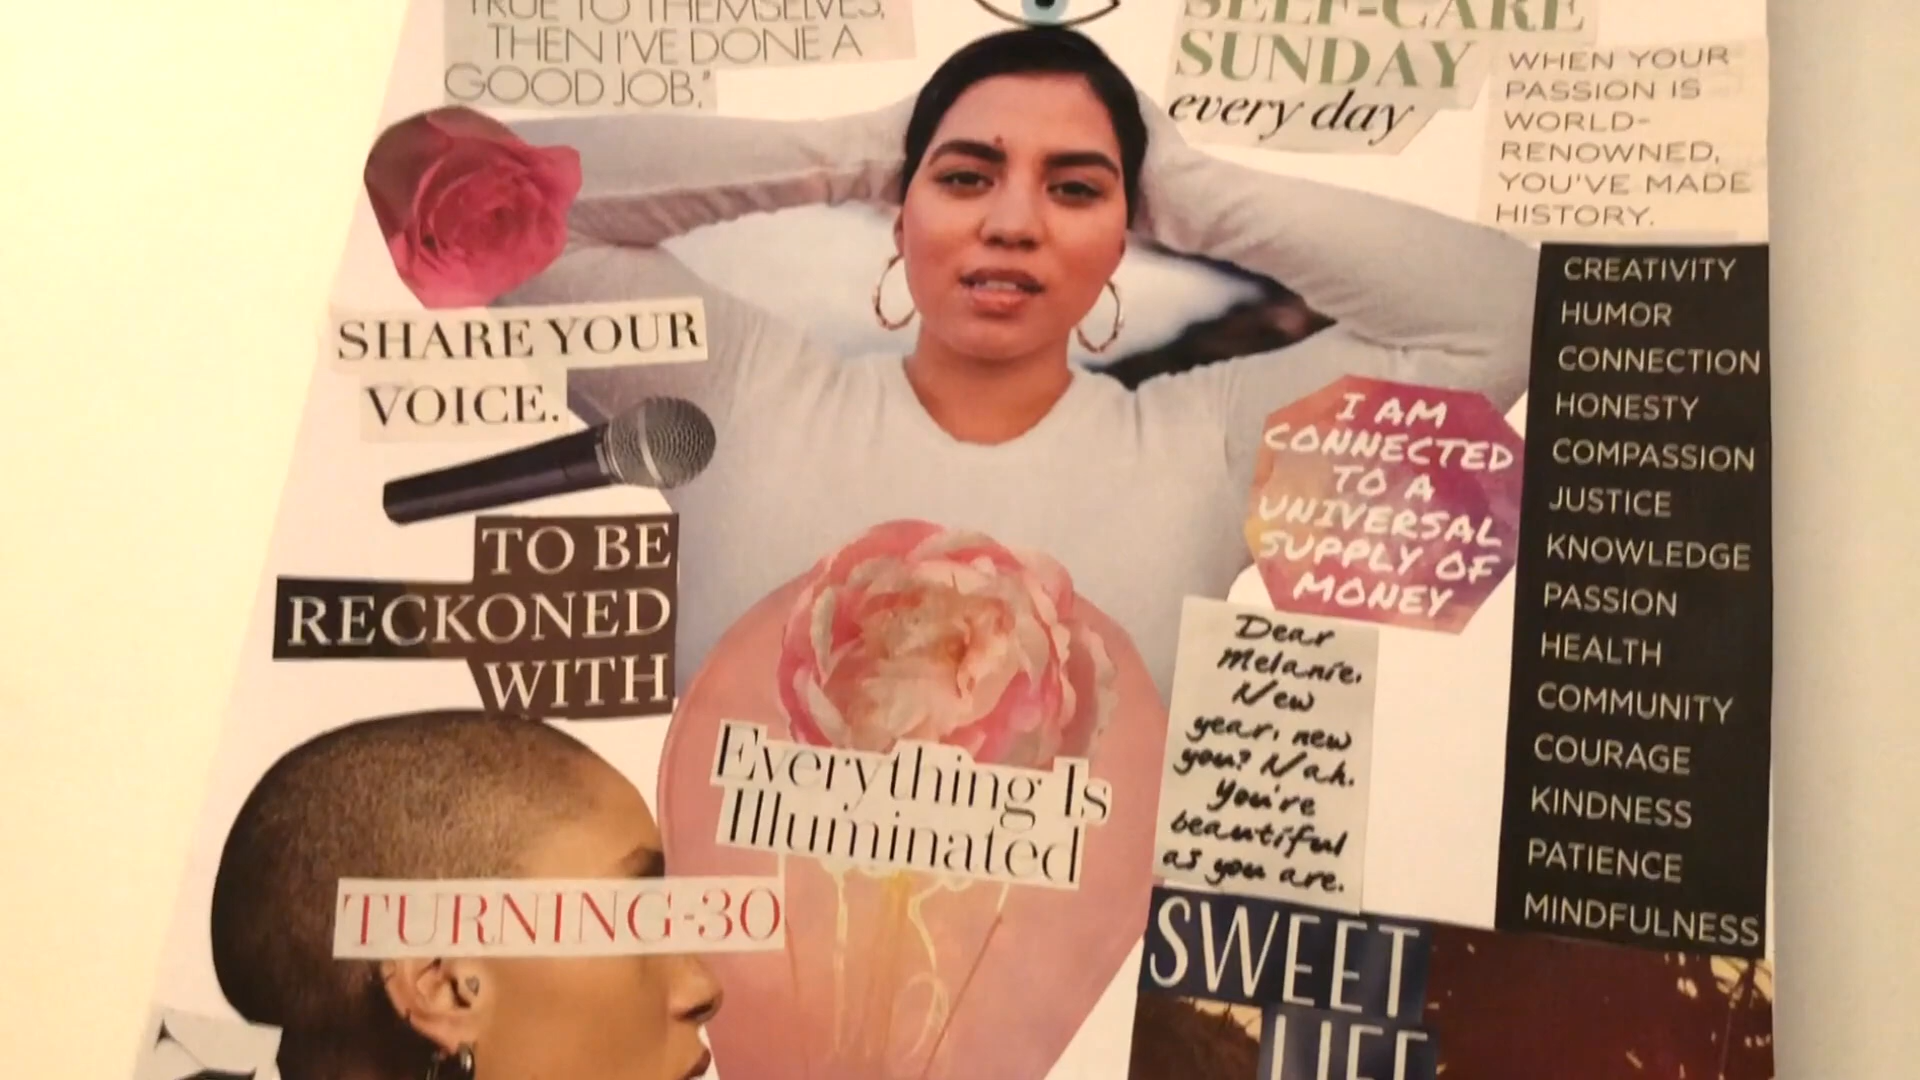 TRUE TO THEMSELVES,
THEN I'VE DONE A
GOOD JOB."
SELF-CARE
SUNDAY
every day
WHEN YOUR
PASSION IS
WORLD-
RENOWNED,
YOU'VE MADE
HISTORY.
SHARE YOUR
VOICE.
TO BE
RECKONED
WITH
I AM
CONNECTED
TO A
UNIVERSAL
SUPPLY OF
MONEY
CREATIVITY
HUMOR
CONNECTION
HONESTY
COMPASSION
JUSTICE
KNOWLEDGE
PASSION
HEALTH
COMMUNITY
COURAGE
KINDNESS
PATIENCE
MINDFULNESS
Dear
Melanie.
New
year, new
you? Nah.
You're
beautiful
as you are.
Everything Is
Illuminated
TURNING-30
SWEET
LIFE